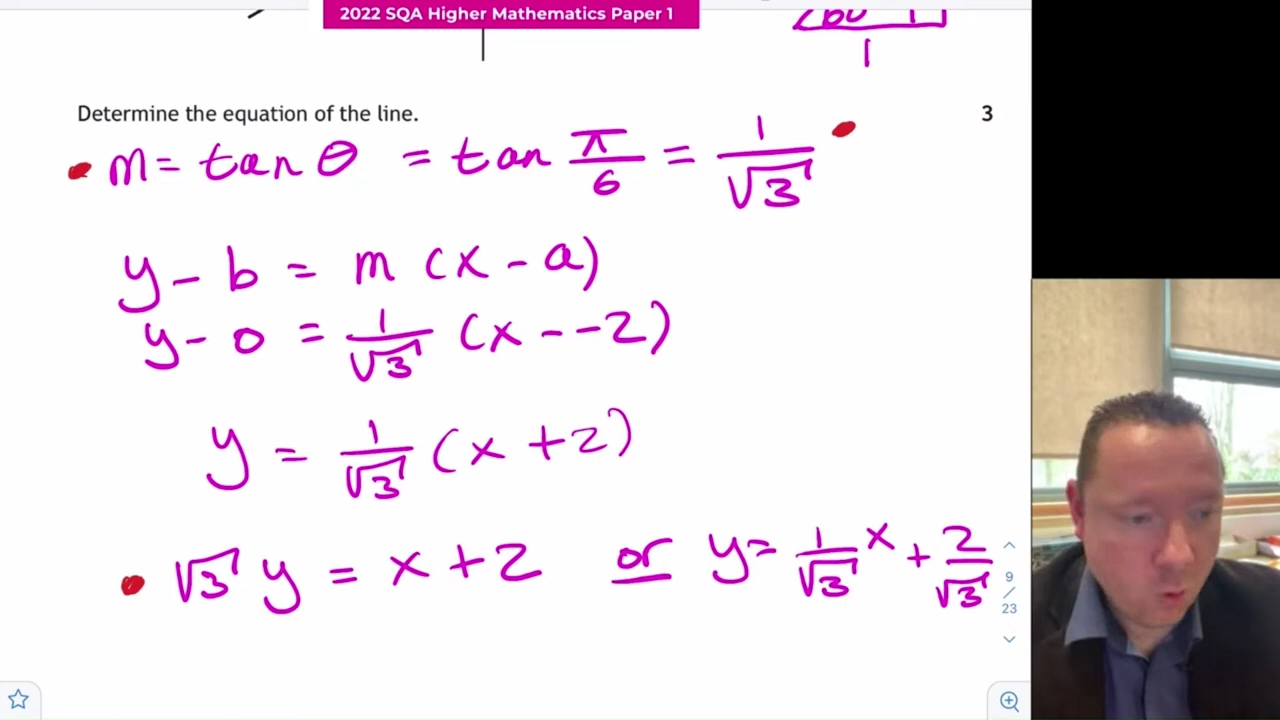 2022 SQA Higher Mathematics Paper 1
1
Determine the equation of the line.
3
m = tan θ = tan π/6 = 1/√3
y - b = m (x - a)
y - 0 = 1/√3 (x - -2)
y = 1/√3 (x + 2)
√3 y = x + 2 or y = 1/√3 x + 2/√3
9
/
23